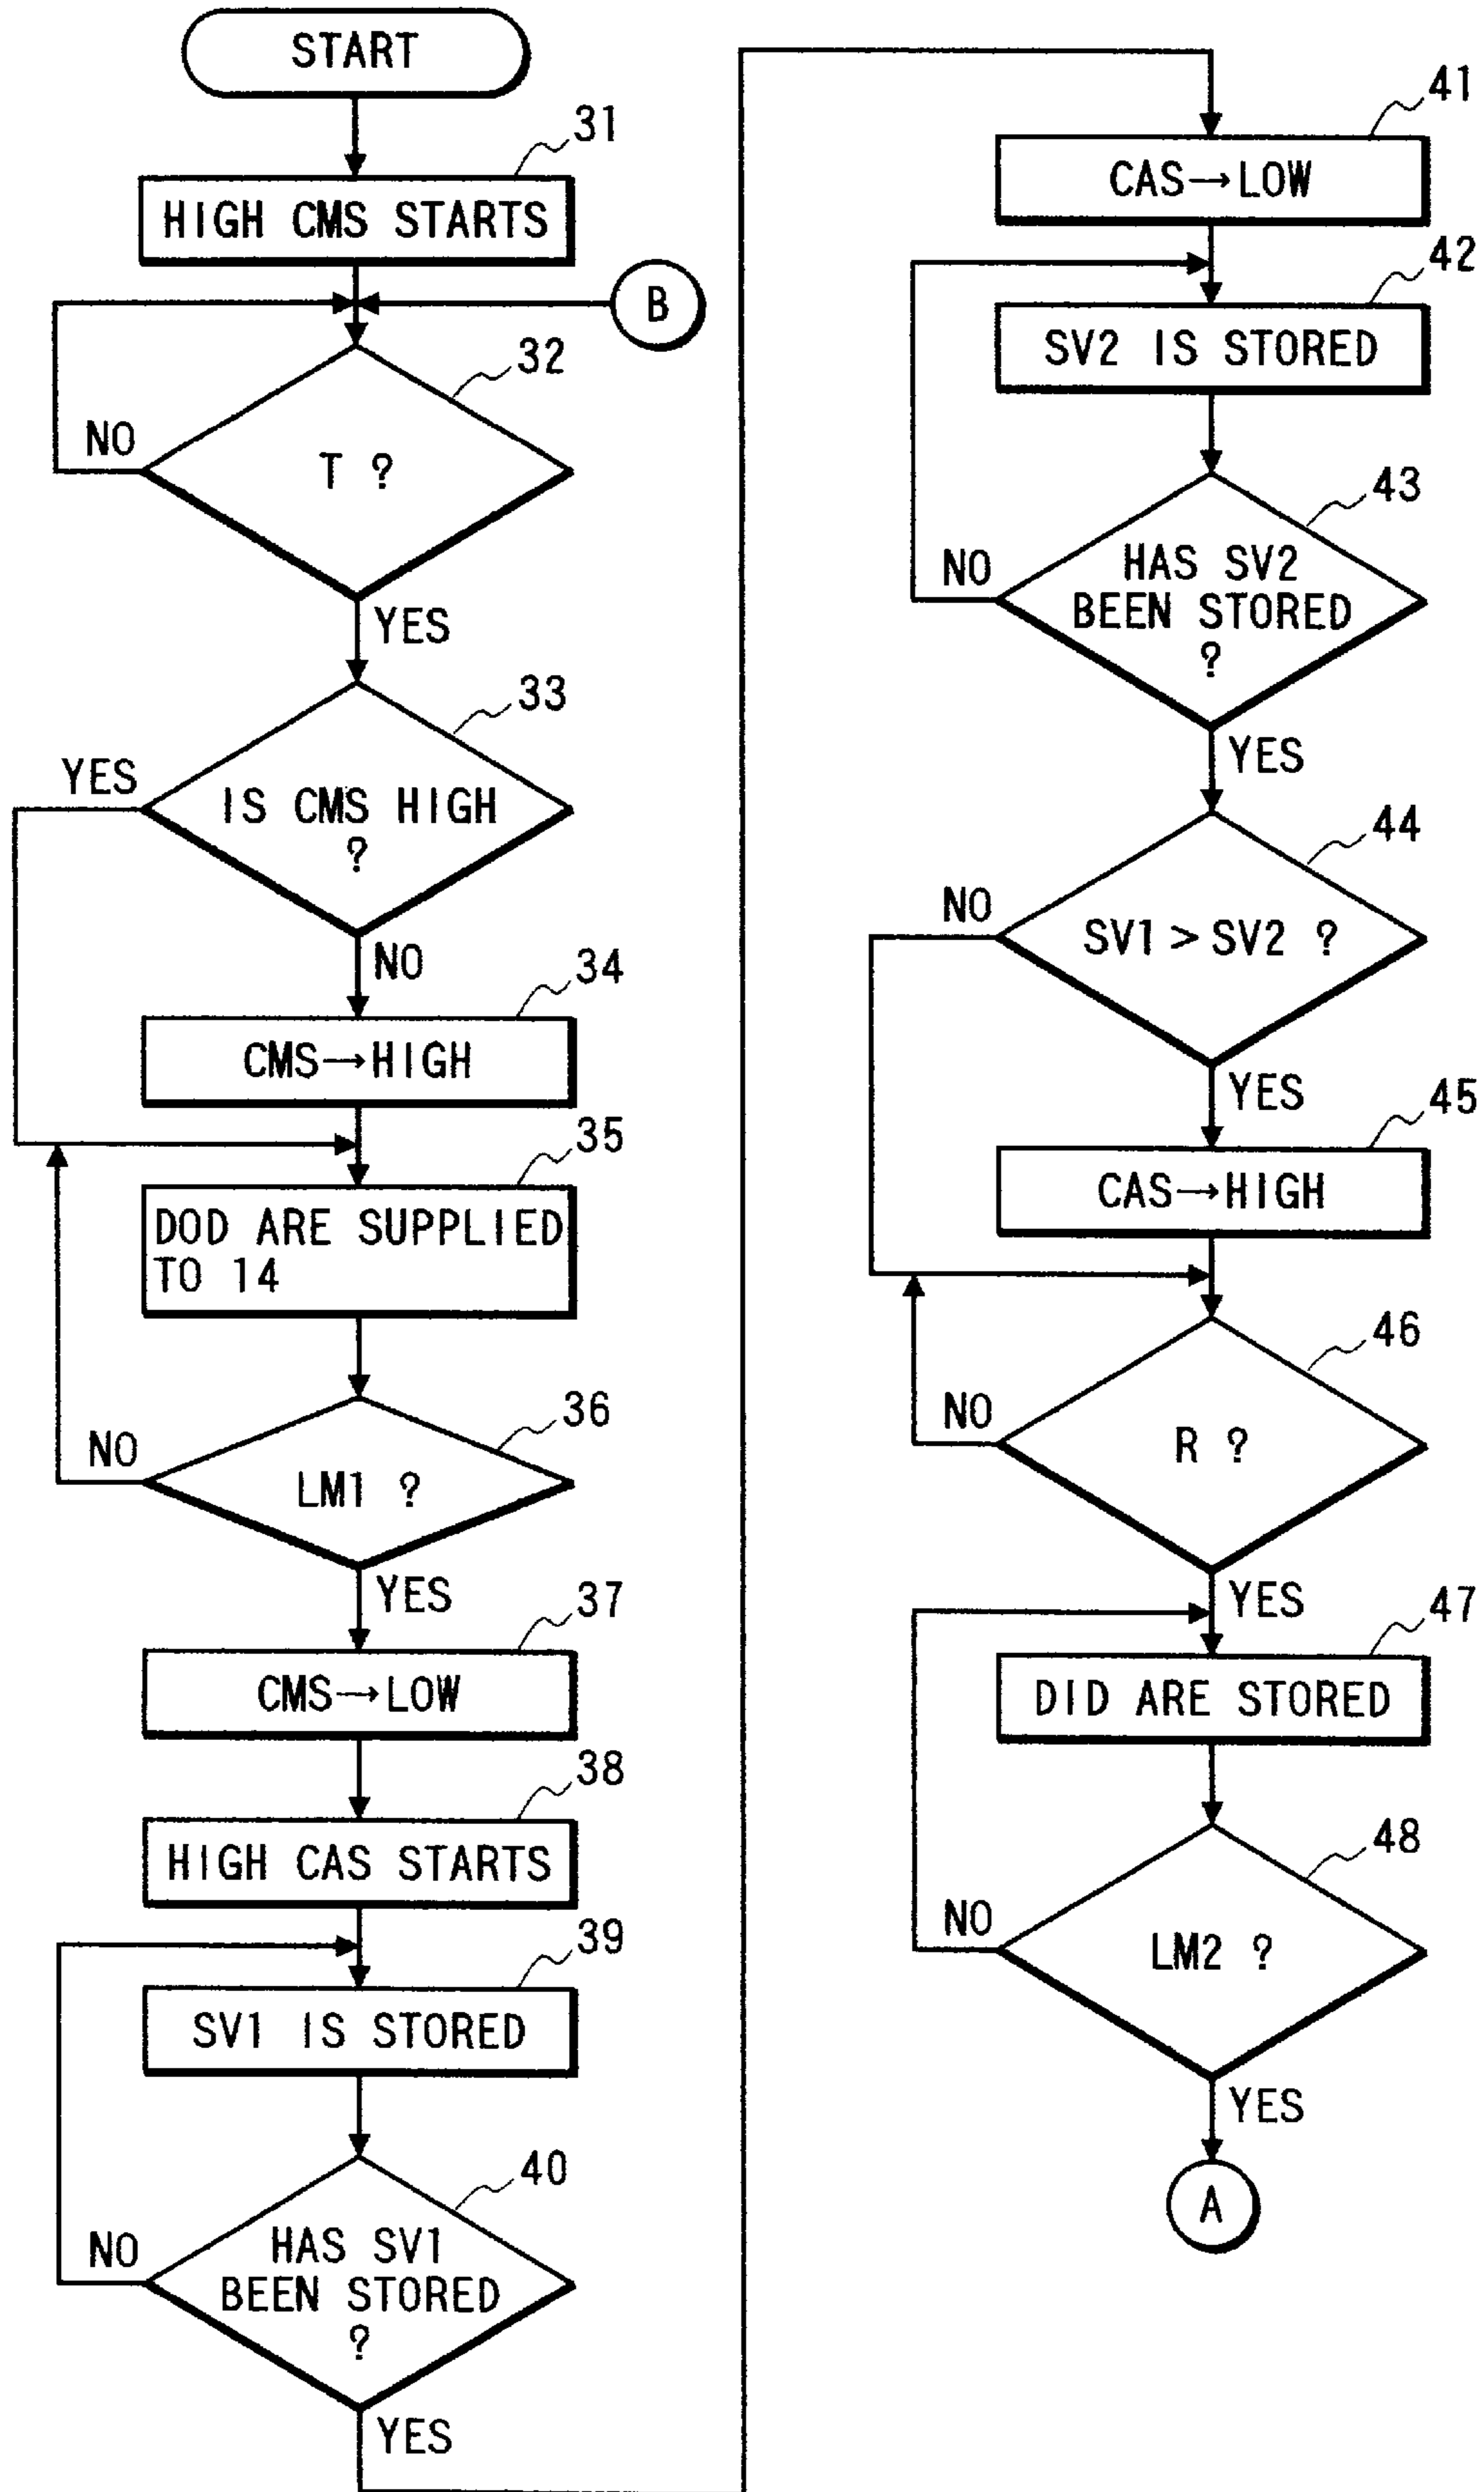 START
31
HIGH CMS STARTS
B
32
NO
T ?
YES
33
YES
IS CMS HIGH
?
NO
34
CMS→HIGH
35
DOD ARE SUPPLIED
TO 14
36
NO
LM1 ?
YES
37
CMS→LOW
38
HIGH CAS STARTS
39
SV1 IS STORED
40
NO
HAS SV1
BEEN STORED
?
YES
41
CAS→LOW
42
SV2 IS STORED
43
NO
HAS SV2
BEEN STORED
?
YES
44
NO
SV1 > SV2 ?
YES
45
CAS→HIGH
46
NO
R ?
YES
47
DID ARE STORED
48
NO
LM2 ?
YES
A